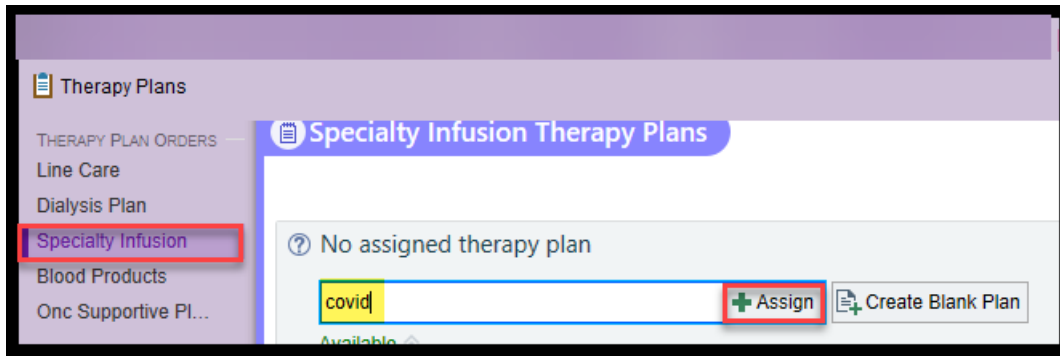 Therapy Plans
THERAPY PLAN ORDERS
Line Care
Dialysis Plan
Specialty Infusion
Blood Products
Onc Supportive Pl...
Specialty Infusion Therapy Plans
No assigned therapy plan
covid
Assign
Create Blank Plan
Available